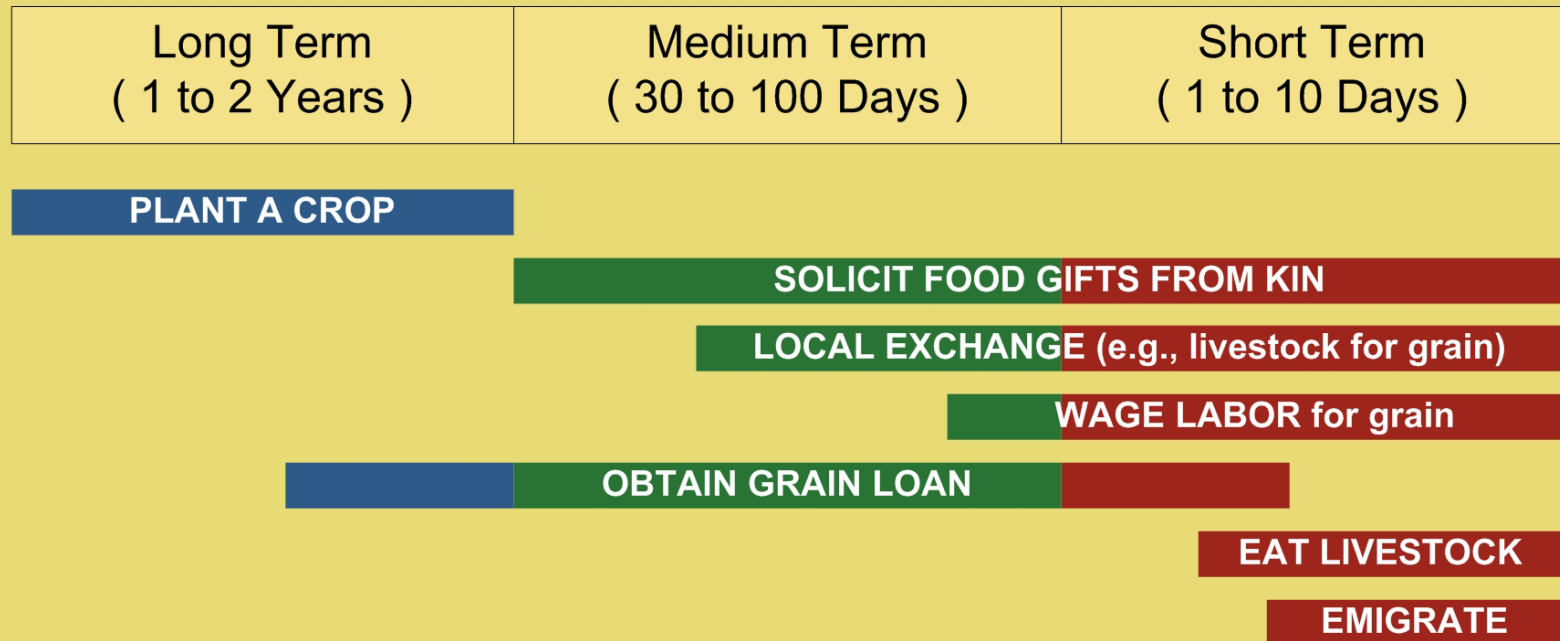 Long Term
( 1 to 2 Years )
Medium Term
( 30 to 100 Days )
Short Term
( 1 to 10 Days )
PLANT A CROP
SOLICIT FOOD GIFTS FROM KIN
LOCAL EXCHANGE (e.g., livestock for grain)
WAGE LABOR for grain
OBTAIN GRAIN LOAN
EAT LIVESTOCK
EMIGRATE